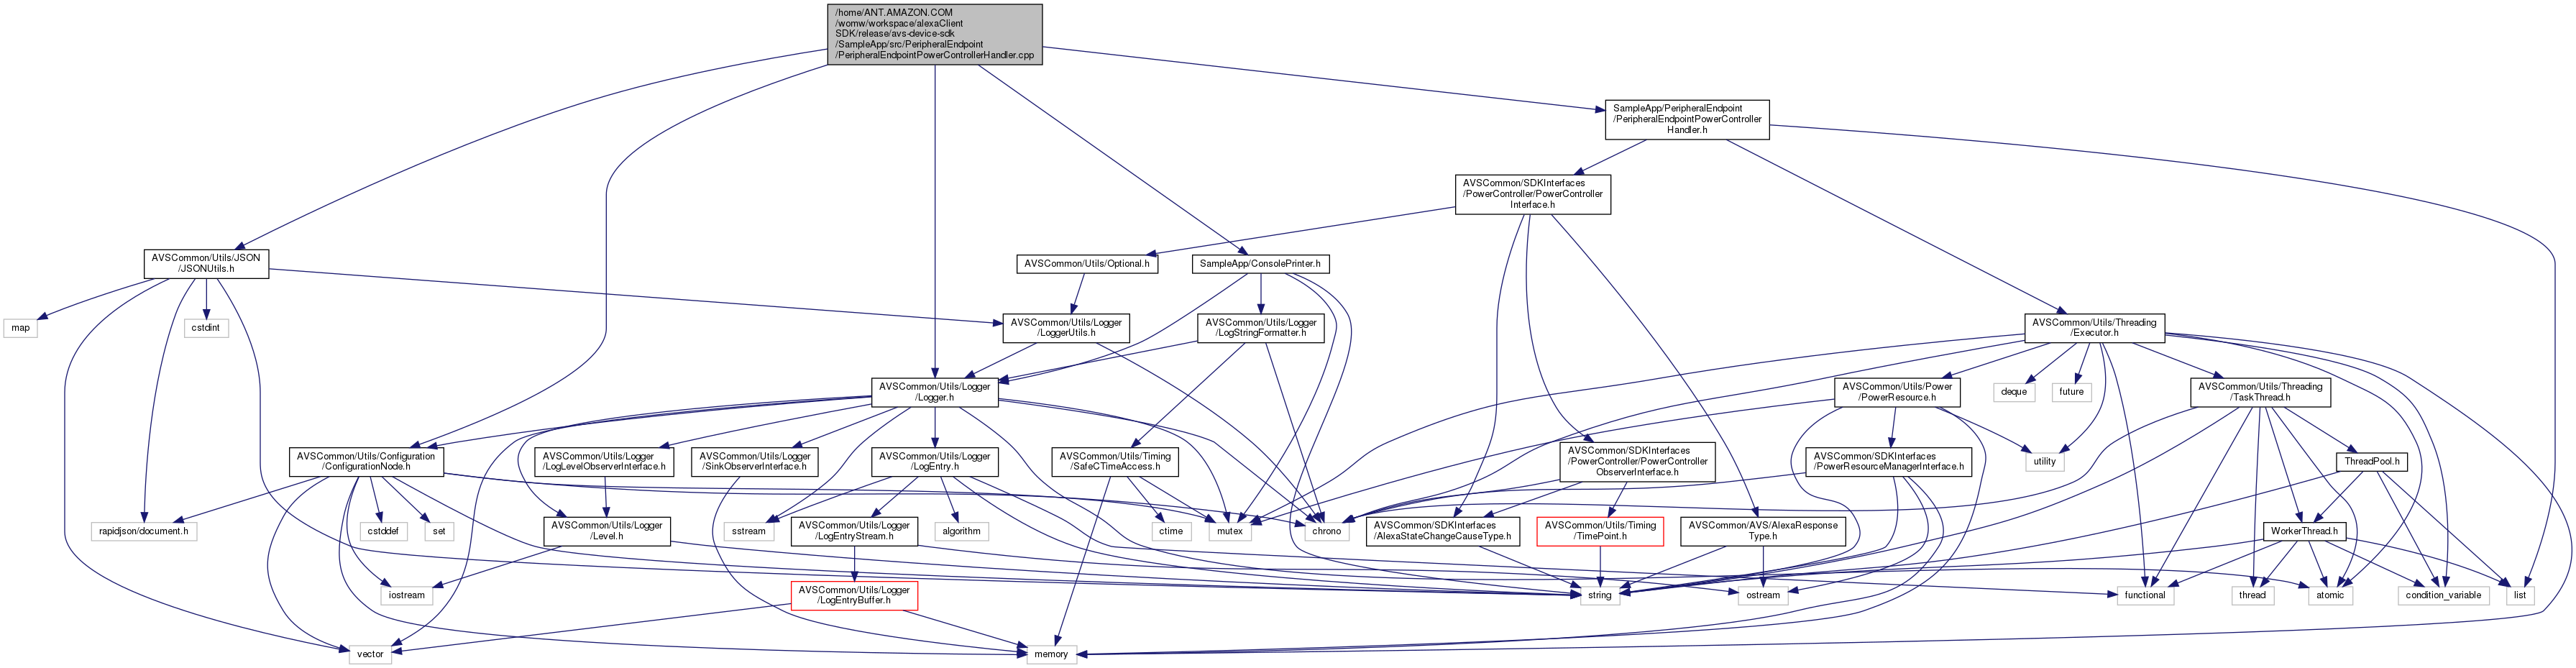 /home/ANT.AMAZON.COM
/womw/workspace/alexaClient
SDK/release/avs-device-sdk
/SampleApp/src/PeripheralEndpoint
/PeripheralEndpointPowerControllerHandler.cpp
SampleApp/PeripheralEndpoint
/PeripheralEndpointPowerController
Handler.h
AVSCommon/SDKInterfaces
/PowerController/PowerController
Interface.h
AVSCommon/Utils/JSON
/JSONUtils.h
AVSCommon/Utils/Optional.h
SampleApp/ConsolePrinter.h
map
cstdint
AVSCommon/Utils/Logger
/LoggerUtils.h
AVSCommon/Utils/Logger
/LogStringFormatter.h
AVSCommon/Utils/Threading
/Executor.h
AVSCommon/Utils/Logger
/Logger.h
AVSCommon/Utils/Power
/PowerResource.h
deque
future
AVSCommon/Utils/Threading
/TaskThread.h
AVSCommon/Utils/Configuration
/ConfigurationNode.h
AVSCommon/Utils/Logger
/LogLevelObserverInterface.h
AVSCommon/Utils/Logger
/SinkObserverInterface.h
AVSCommon/Utils/Logger
/LogEntry.h
AVSCommon/Utils/Timing
/SafeCTimeAccess.h
AVSCommon/SDKInterfaces
/PowerController/PowerController
ObserverInterface.h
AVSCommon/SDKInterfaces
/PowerResourceManagerInterface.h
utility
ThreadPool.h
rapidjson/document.h
cstddef
set
AVSCommon/Utils/Logger
/Level.h
sstream
AVSCommon/Utils/Logger
/LogEntryStream.h
algorithm
ctime
mutex
chrono
AVSCommon/SDKInterfaces
/AlexaStateChangeCauseType.h
AVSCommon/Utils/Timing
/TimePoint.h
AVSCommon/AVS/AlexaResponse
Type.h
WorkerThread.h
iostream
AVSCommon/Utils/Logger
/LogEntryBuffer.h
string
ostream
functional
thread
atomic
condition_variable
list
vector
memory